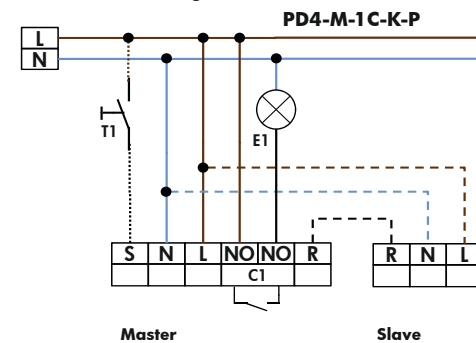 PD4-M-1C-K-P
L
N
T1
E1
S N L NO NO R
C1
R N L
Master Slave